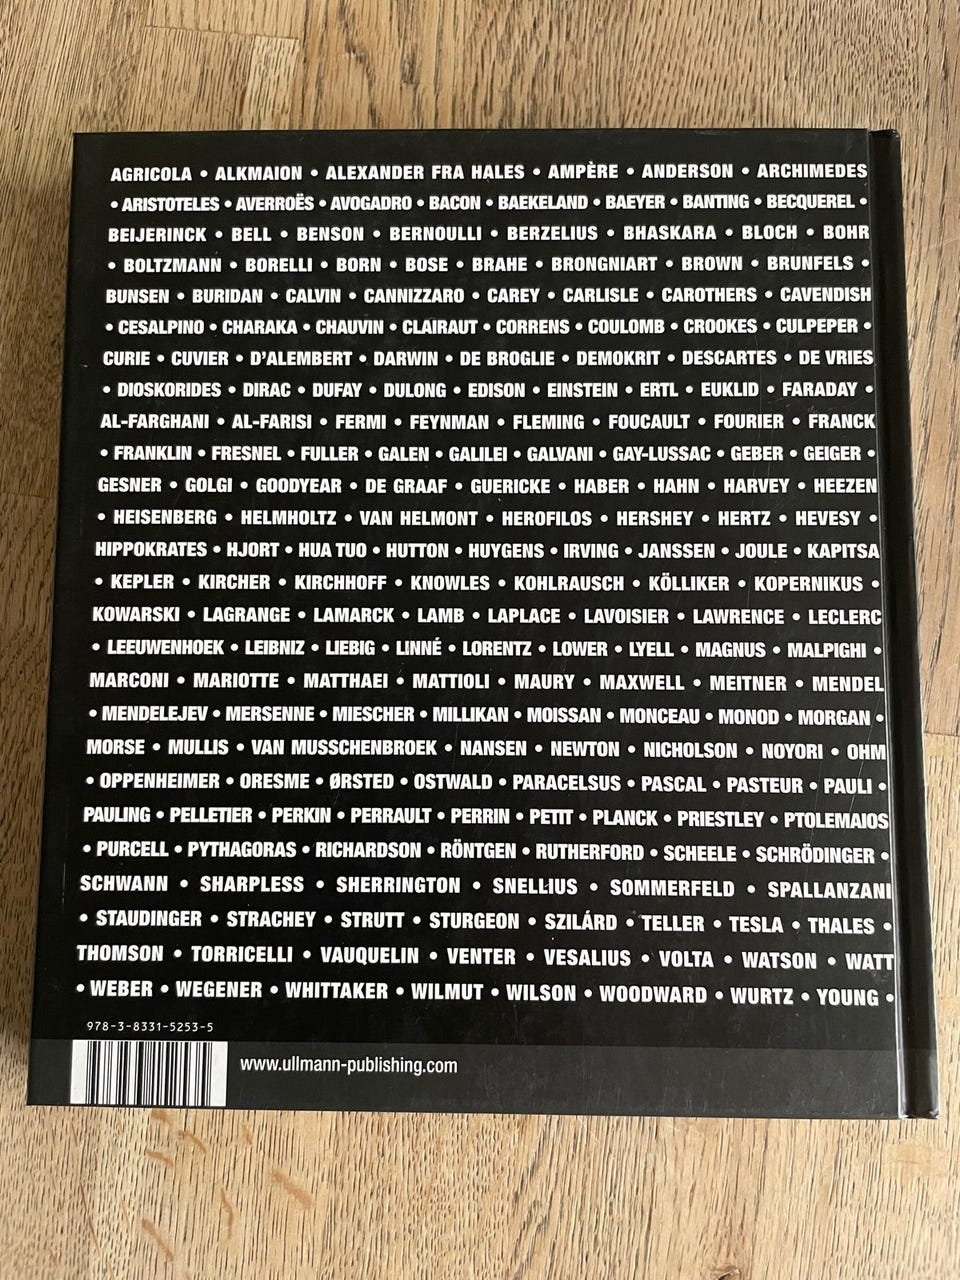 AGRICOLA • ALKMAION • ALEXANDER FRA HALES • AMPÈRE • ANDERSON • ARCHIMEDES
• ARISTOTELES • AVERROËS • AVOGADRO • BACON • BAEKELAND • BAEYER • BANTING • BECQUEREL •
BEIJERINCK • BELL • BENSON • BERNOULLI • BERZELIUS • BHASKARA • BLOCH • BOHR
• BOLTZMANN • BORELLI • BORN • BOSE • BRAHE • BRONGNIART • BROWN • BRUNFELS •
BUNSEN • BURIDAN • CALVIN • CANNIZZARO • CAREY • CARLISLE • CAROTHERS • CAVENDISH
• CESALPINO • CHARAKA • CHAUVIN • CLAIRAUT • CORRENS • COULOMB • CROOKES • CULPEPER •
CURIE • CUVIER • D'ALEMBERT • DARWIN • DE BROGLIE • DEMOKRIT • DESCARTES • DE VRIES
• DIOSKORIDES • DIRAC • DUFAY • DULONG • EDISON • EINSTEIN • ERTL • EUKLID • FARADAY •
AL-FARGHANI • AL-FARISI • FERMI • FEYNMAN • FLEMING • FOUCAULT • FOURIER • FRANCK
• FRANKLIN • FRESNEL • FULLER • GALEN • GALILEI • GALVANI • GAY-LUSSAC • GEBER • GEIGER •
GESNER • GOLGI • GOODYEAR • DE GRAAF • GUERICKE • HABER • HAHN • HARVEY • HEEZEN
• HEISENBERG • HELMHOLTZ • VAN HELMONT • HEROFILOS • HERSHEY • HERTZ • HEVESY •
HIPPOKRATES • HJORT • HUA TUO • HUTTON • HUYGENS • IRVING • JANSSEN • JOULE • KAPITSA
• KEPLER • KIRCHER • KIRCHHOFF • KNOWLES • KOHLRAUSCH • KÖLLIKER • KOPERNIKUS •
KOWARSKI • LAGRANGE • LAMARCK • LAMB • LAPLACE • LAVOISIER • LAWRENCE • LECLERC
• LEEUWENHOEK • LEIBNIZ • LIEBIG • LINNÉ • LORENTZ • LOWER • LYELL • MAGNUS • MALPIGHI •
MARCONI • MARIOTTE • MATTHAEI • MATTIOLI • MAURY • MAXWELL • MEITNER • MENDEL
• MENDELEJEV • MERSENNE • MIESCHER • MILLIKAN • MOISSAN • MONCEAU • MONOD • MORGAN •
MORSE • MULLIS • VAN MUSSCHENBROEK • NANSEN • NEWTON • NICHOLSON • NOYORI • OHM
• OPPENHEIMER • ORESME • ØRSTED • OSTWALD • PARACELSUS • PASCAL • PASTEUR • PAULI •
PAULING • PELLETIER • PERKIN • PERRAULT • PERRIN • PETIT • PLANCK • PRIESTLEY • PTOLEMAIOS
• PURCELL • PYTHAGORAS • RICHARDSON • RÖNTGEN • RUTHERFORD • SCHEELE • SCHRÖDINGER •
SCHWANN • SHARPLESS • SHERRINGTON • SNELLIUS • SOMMERFELD • SPALLANZANI
• STAUDINGER • STRACHEY • STRUTT • STURGEON • SZILÁRD • TELLER • TESLA • THALES •
THOMSON • TORRICELLI • VAUQUELIN • VENTER • VESALIUS • VOLTA • WATSON • WATT
• WEBER • WEGENER • WHITTAKER • WILMUT • WILSON • WOODWARD • WURTZ • YOUNG •
978-3-8331-5253-5
www.ullmann-publishing.com